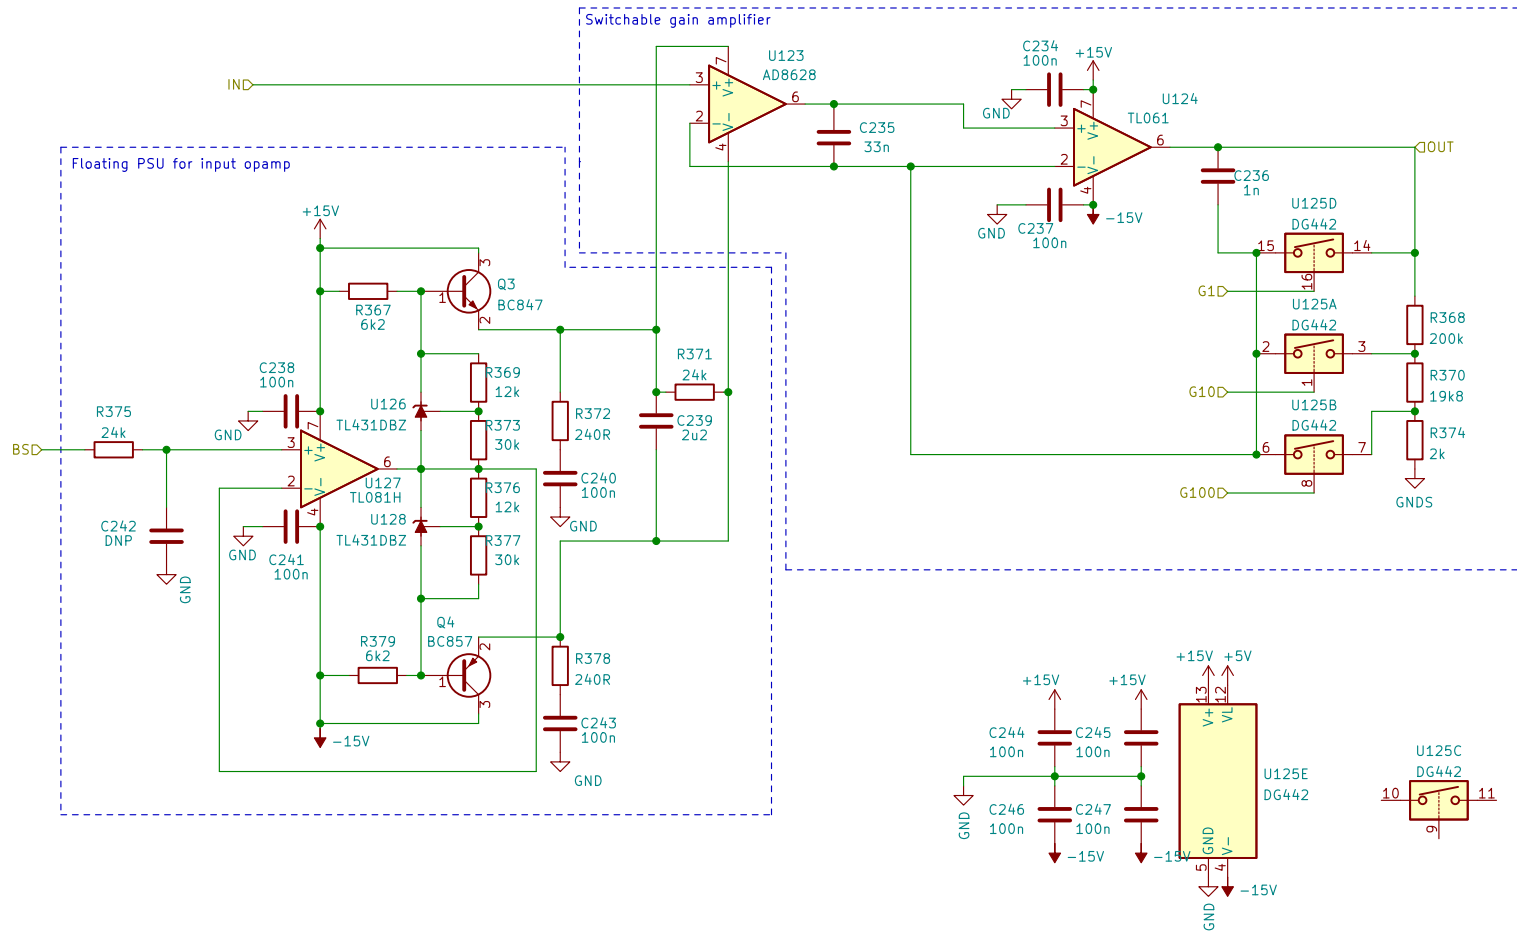 Switchable gain amplifier
Floating PSU for input opamp
IN
3
2
7
4
6
+
−
V+
V-
U123
AD8628
C235
33n
C234
100n
+15V
GND
3
2
7
4
6
+
−
V+
V-
U124
TL061
GND
C237
100n
-15V
OUT
C236
1n
U125D
DG442
15
14
16
G1
U125A
DG442
2
3
1
G10
U125B
DG442
6
7
8
G100
R368
200k
R370
19k8
R374
2k
GNDS
+15V
R367
6k2
Q3
BC847
1
2
3
C238
100n
GND
R375
24k
BS
3
2
7
4
6
+
−
V+
V-
U127
TL081H
U126
TL431DBZ
R369
12k
R373
30k
R376
12k
U128
TL431DBZ
R377
30k
R372
240R
C240
100n
GND
R371
24k
C239
2u2
C242
DNP
GND
GND
C241
100n
Q4
BC857
1
2
3
R379
6k2
-15V
R378
240R
C243
100n
GND
+15V
+15V
C244
100n
C245
100n
C246
100n
C247
100n
GND
-15V
-15V
+15V
+5V
13
12
V+
VL
U125E
DG442
GND
V-
5
4
GND
-15V
U125C
DG442
10
11
9